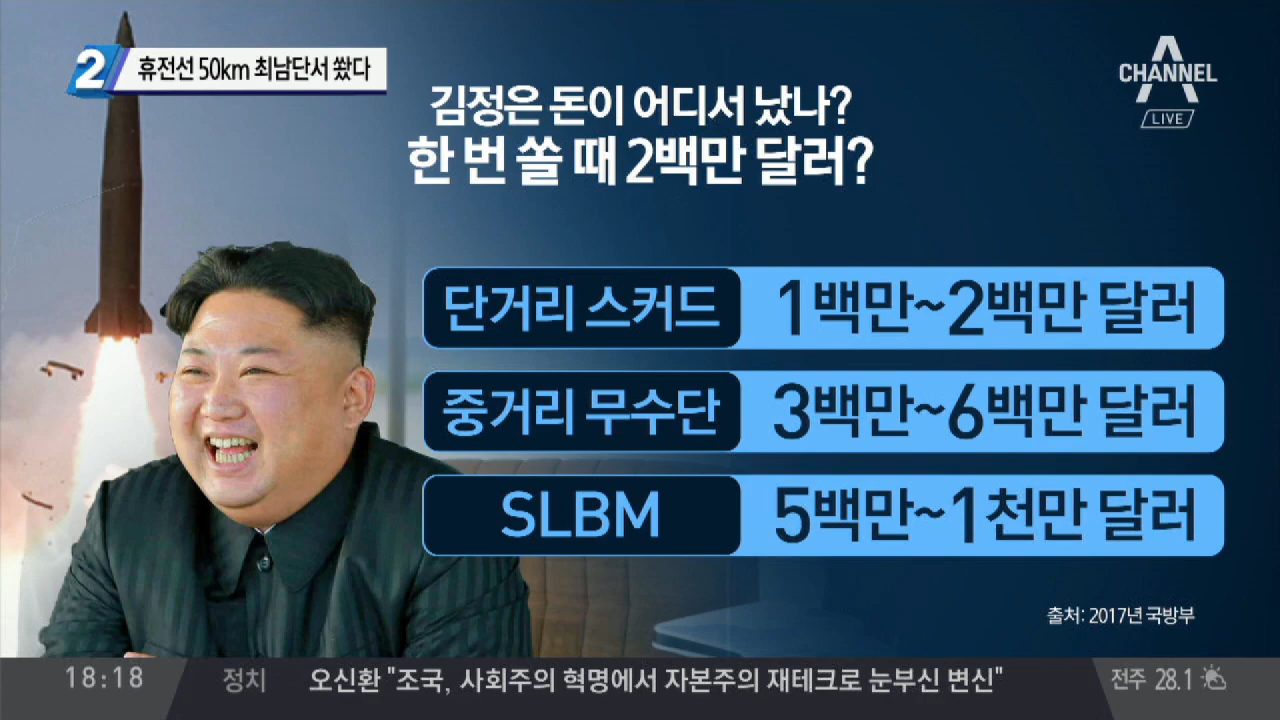 2 휴전선 50km 최남단서 쐈다
CHANNEL A
LIVE
김정은 돈이 어디서 났나?
한 번 쏠 때 2백만 달러?
단거리 스커드 1백만~2백만 달러
중거리 무수단 3백만~6백만 달러
SLBM 5백만~1천만 달러
출처: 2017년 국방부
18:18 정치 오신환 "조국, 사회주의 혁명에서 자본주의 재테크로 눈부신 변신" 전주 28.1